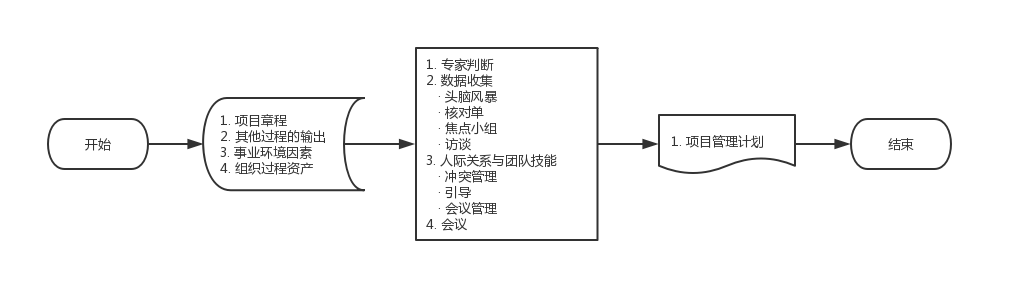 开始
1. 项目章程
2. 其他过程的输出
3. 事业环境因素
4. 组织过程资产
1. 专家判断
2. 数据收集
· 头脑风暴
· 核对单
· 焦点小组
· 访谈
3. 人际关系与团队技能
· 冲突管理
· 引导
· 会议管理
4. 会议
1. 项目管理计划
结束